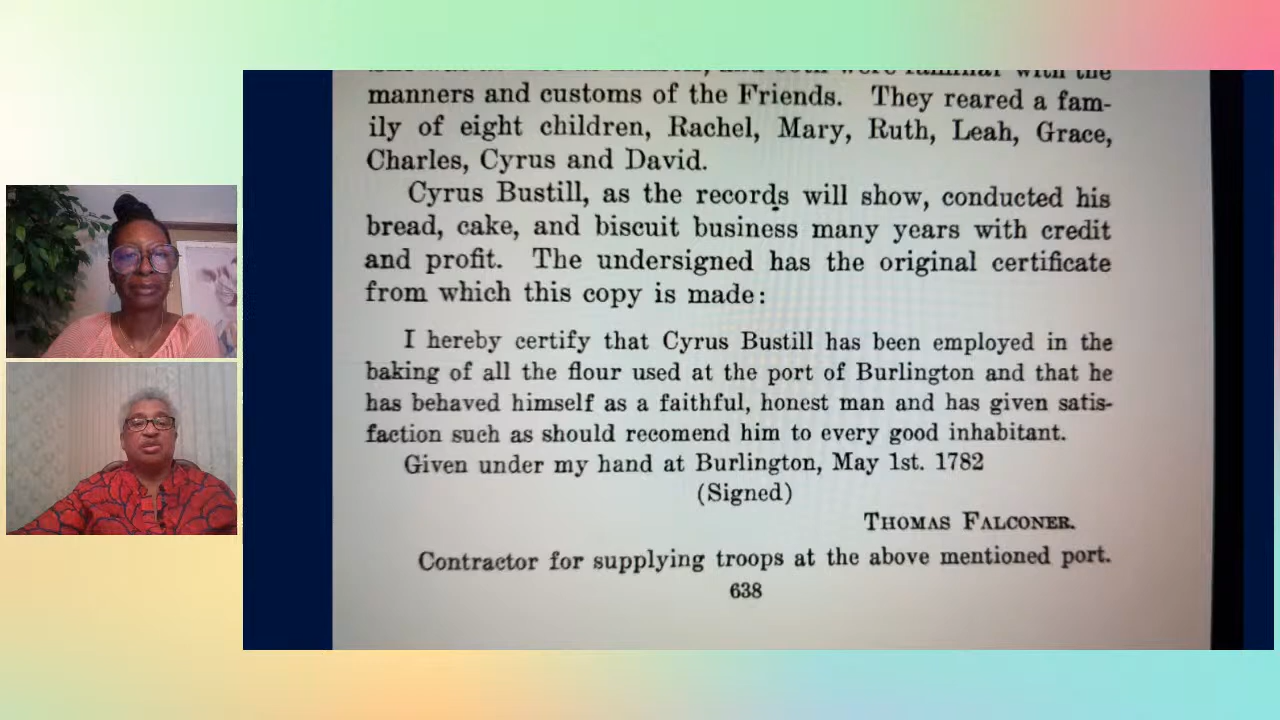 manners and customs of the Friends. They reared a fam-
ily of eight children, Rachel, Mary, Ruth, Leah, Grace,
Charles, Cyrus and David.
Cyrus Bustill, as the records will show, conducted his
bread, cake, and biscuit business many years with credit
and profit. The undersigned has the original certificate
from which this copy is made:
I hereby certify that Cyrus Bustill has been employed in the
baking of all the flour used at the port of Burlington and that he
has behaved himself as a faithful, honest man and has given satis-
faction such as should recomend him to every good inhabitant.
Given under my hand at Burlington, May 1st. 1782
(Signed)
THOMAS FALCONER.
Contractor for supplying troops at the above mentioned port.
638